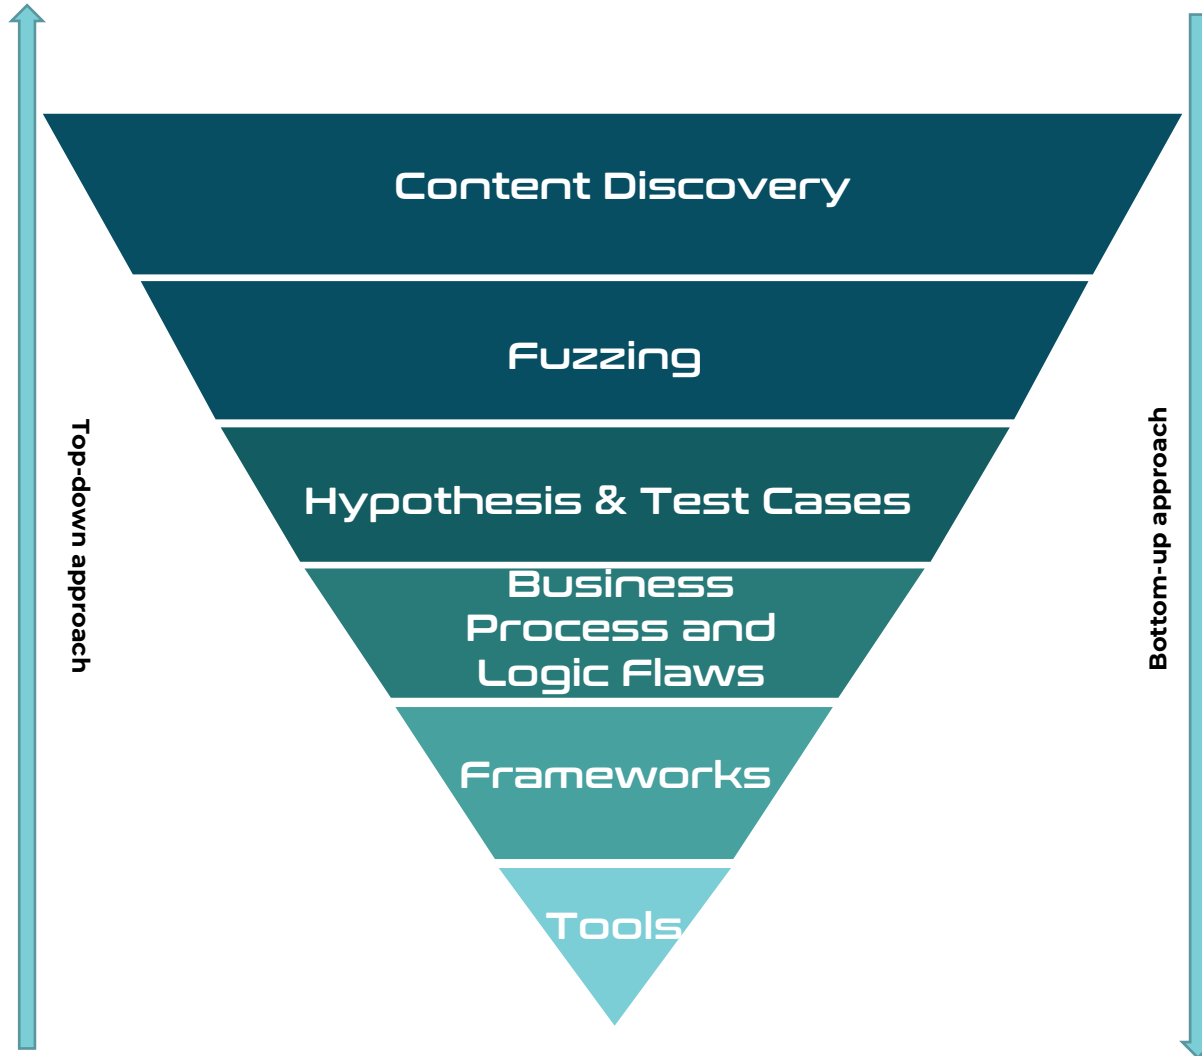 Content Discovery
Fuzzing
Hypothesis & Test Cases
Business
Process and
Logic Flaws
Frameworks
Tools
Top-down approach
Bottom-up approach